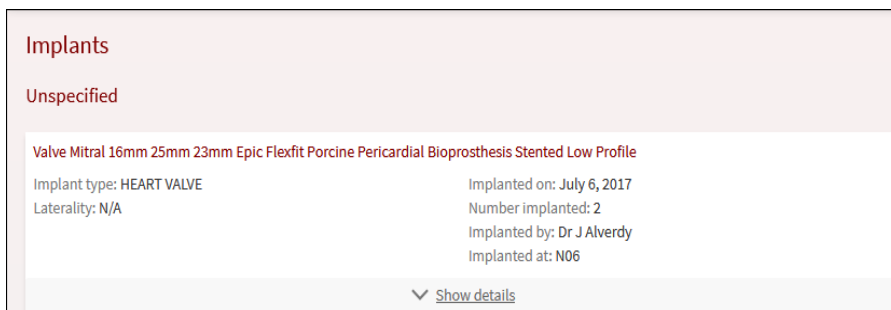 Implants
Unspecified
Valve Mitral 16mm 25mm 23mm Epic Flexfit Porcine Pericardial Bioprosthesis Stented Low Profile
Implant type: HEART VALVE
Laterality: N/A
Implanted on: July 6, 2017
Number implanted: 2
Implanted by: Dr J Alverdy
Implanted at: N06
Show details